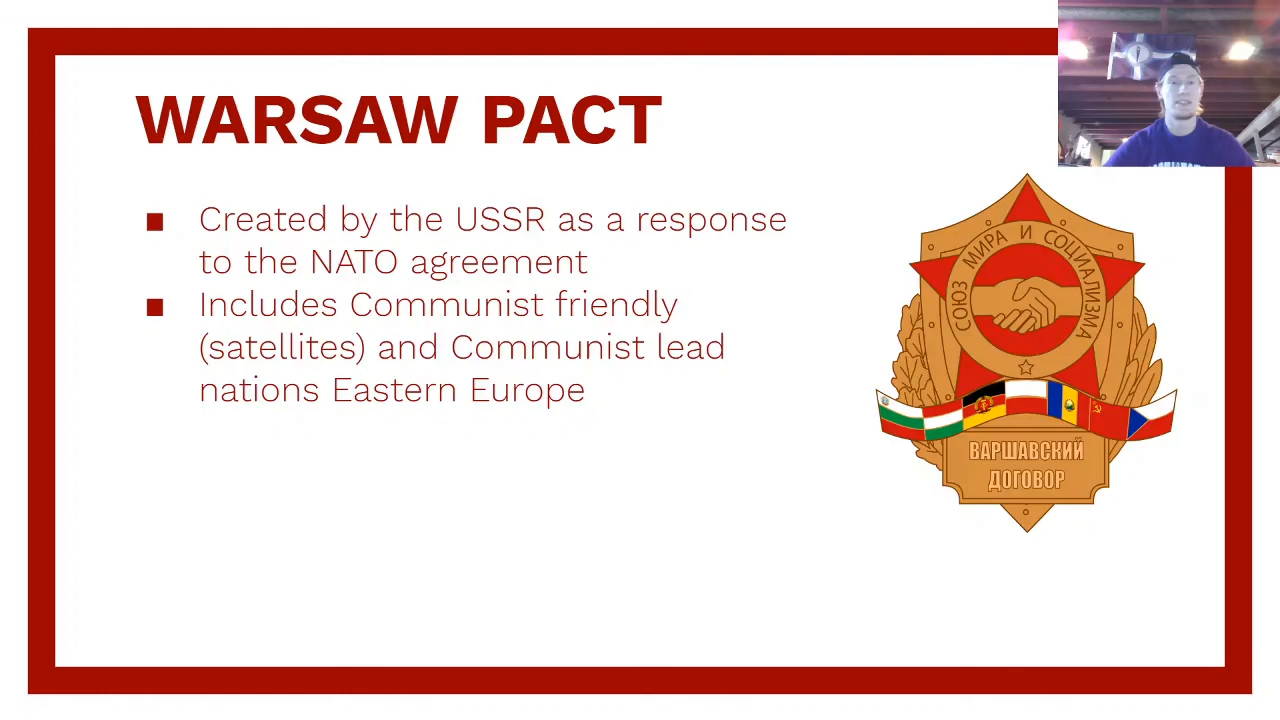 WARSAW PACT
Created by the USSR as a response
to the NATO agreement
Includes Communist friendly
(satellites) and Communist lead
nations Eastern Europe
СОЮЗ МИРА И СОЦИАЛИЗМА
ВАРШАВСКИЙ
ДОГОВОР